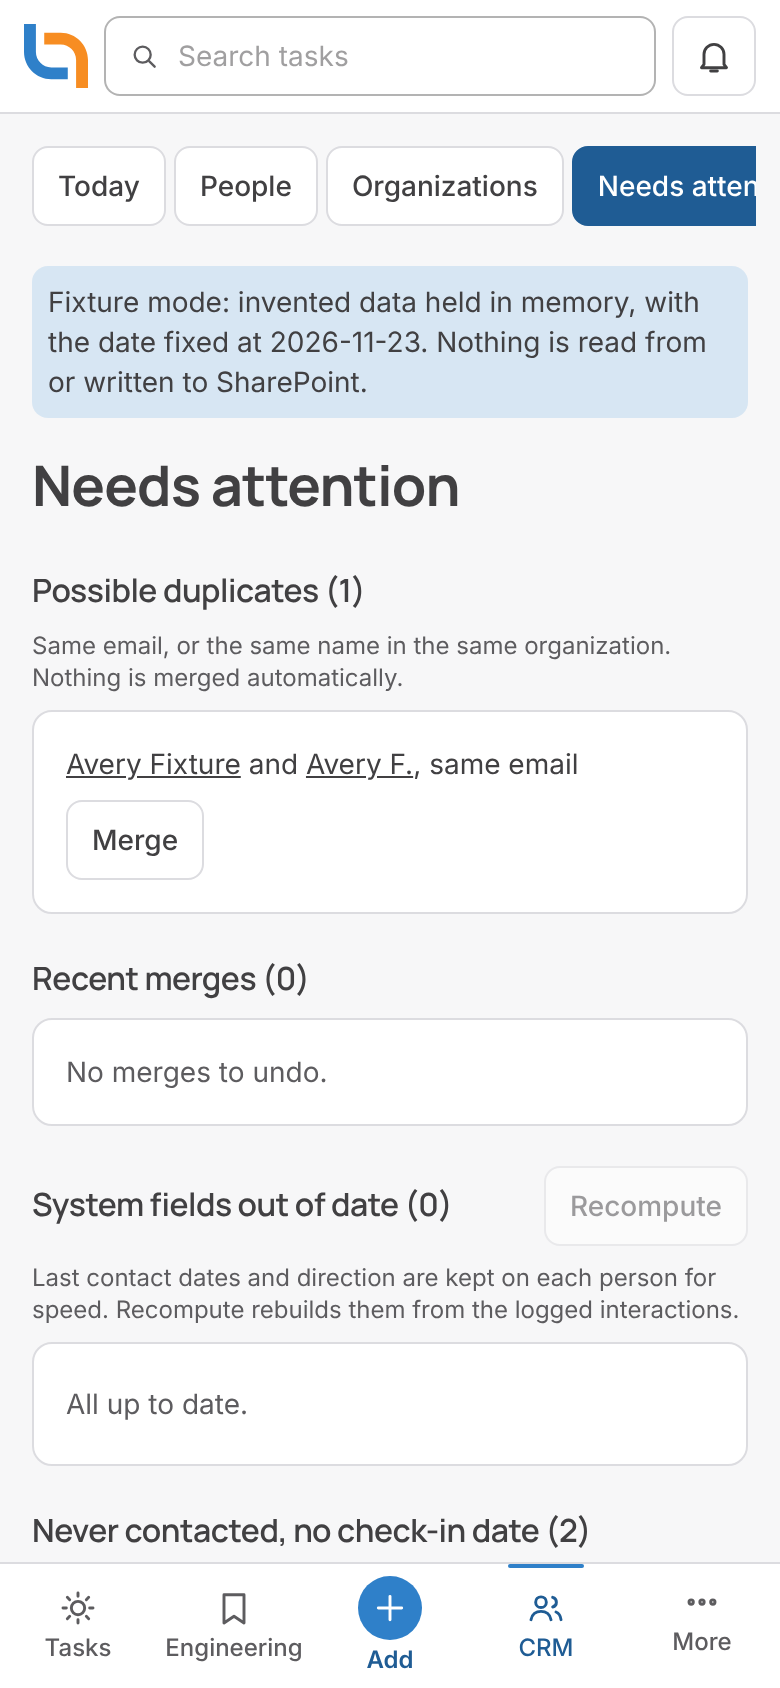 Search tasks
Today
People
Organizations
Needs atten
Fixture mode: invented data held in memory, with
the date fixed at 2026-11-23. Nothing is read from
or written to SharePoint.
Needs attention
Possible duplicates (1)
Same email, or the same name in the same organization.
Nothing is merged automatically.
Avery Fixture and Avery F., same email
Merge
Recent merges (0)
No merges to undo.
System fields out of date (0)
Recompute
Last contact dates and direction are kept on each person for
speed. Recompute rebuilds them from the logged interactions.
All up to date.
Never contacted, no check-in date (2)
Tasks
Engineering
Add
CRM
More